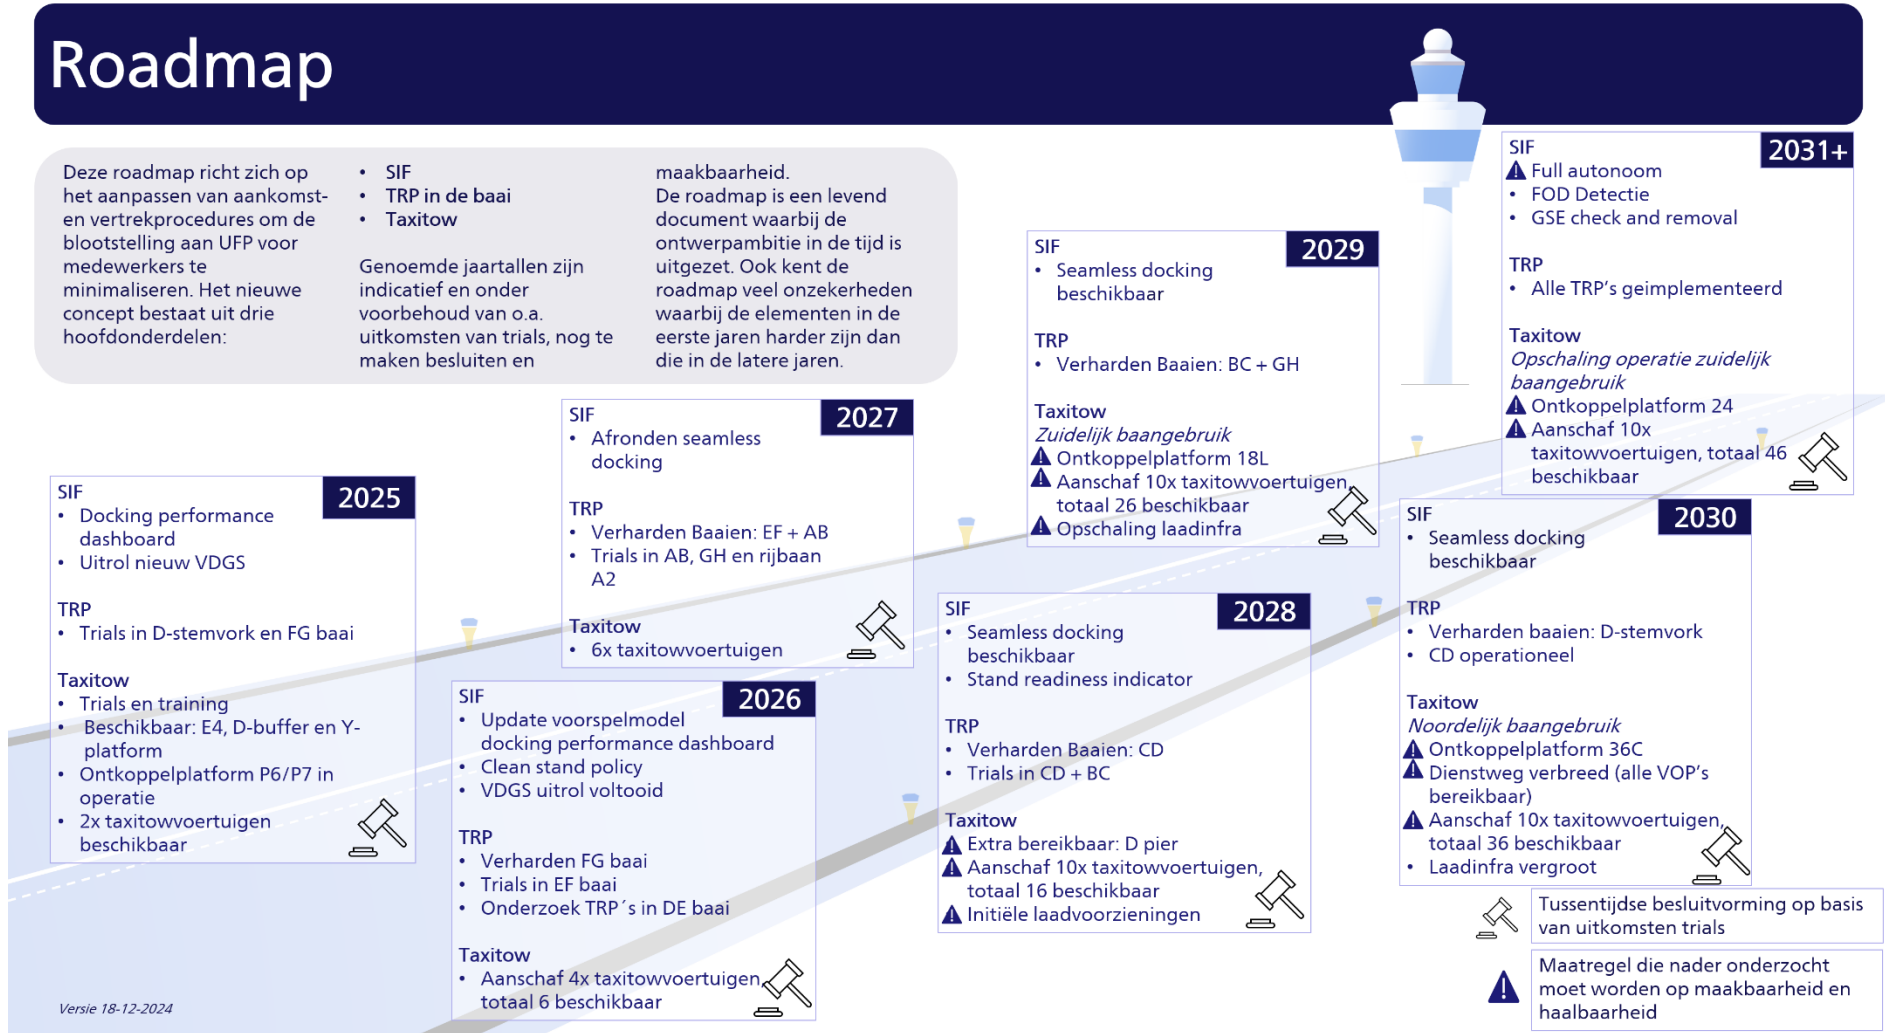 Roadmap
Deze roadmap richt zich op
het aanpassen van aankomst-
en vertrekprocedures om de
blootstelling aan UFP voor
medewerkers te
minimaliseren. Het nieuwe
concept bestaat uit drie
hoofdonderdelen:
• SIF
• TRP in de baai
• Taxitow
Genoemde jaartallen zijn
indicatief en onder
voorbehoud van o.a.
uitkomsten van trials, nog te
maken besluiten en
maakbaarheid.
De roadmap is een levend
document waarbij de
ontwerpambitie in de tijd is
uitgezet. Ook kent de
roadmap veel onzekerheden
waarbij de elementen in de
eerste jaren harder zijn dan
die in de latere jaren.
2025
SIF
• Docking performance
dashboard
• Uitrol nieuw VDGS
TRP
• Trials in D-stemvork en FG baai
Taxitow
• Trials en training
• Beschikbaar: E4, D-buffer en Y-
platform
• Ontkoppelplatform P6/P7 in
operatie
• 2x taxitowvoertuigen
beschikbaar
2026
SIF
• Update voorspelmodel
docking performance dashboard
• Clean stand policy
• VDGS uitrol voltooid
TRP
• Verharden FG baai
• Trials in EF baai
• Onderzoek TRP´s in DE baai
Taxitow
• Aanschaf 4x taxitowvoertuigen,
totaal 6 beschikbaar
2027
SIF
• Afronden seamless
docking
TRP
• Verharden Baaien: EF + AB
• Trials in AB, GH en rijbaan
A2
Taxitow
• 6x taxitowvoertuigen
2028
SIF
• Seamless docking
beschikbaar
• Stand readiness indicator
TRP
• Verharden Baaien: CD
• Trials in CD + BC
Taxitow
Extra bereikbaar: D pier
Aanschaf 10x taxitowvoertuigen,
totaal 16 beschikbaar
Initiële laadvoorzieningen
2029
SIF
• Seamless docking
beschikbaar
TRP
• Verharden Baaien: BC + GH
Taxitow
Zuidelijk baangebruik
Ontkoppelplatform 18L
Aanschaf 10x taxitowvoertuigen,
totaal 26 beschikbaar
Opschaling laadinfra
2030
SIF
• Seamless docking
beschikbaar
TRP
• Verharden baaien: D-stemvork
• CD operationeel
Taxitow
Noordelijk baangebruik
Ontkoppelplatform 36C
Dienstweg verbreed (alle VOP's
bereikbaar)
Aanschaf 10x taxitowvoertuigen,
totaal 36 beschikbaar
• Laadinfra vergroot
2031+
SIF
Full autonoom
• FOD Detectie
• GSE check and removal
TRP
• Alle TRP's geimplementeerd
Taxitow
Opschaling operatie zuidelijk
baangebruik
Ontkoppelplatform 24
Aanschaf 10x
taxitowvoertuigen, totaal 46
beschikbaar
Tussentijdse besluitvorming op basis
van uitkomsten trials
Maatregel die nader onderzocht
moet worden op maakbaarheid en
haalbaarheid
Versie 18-12-2024